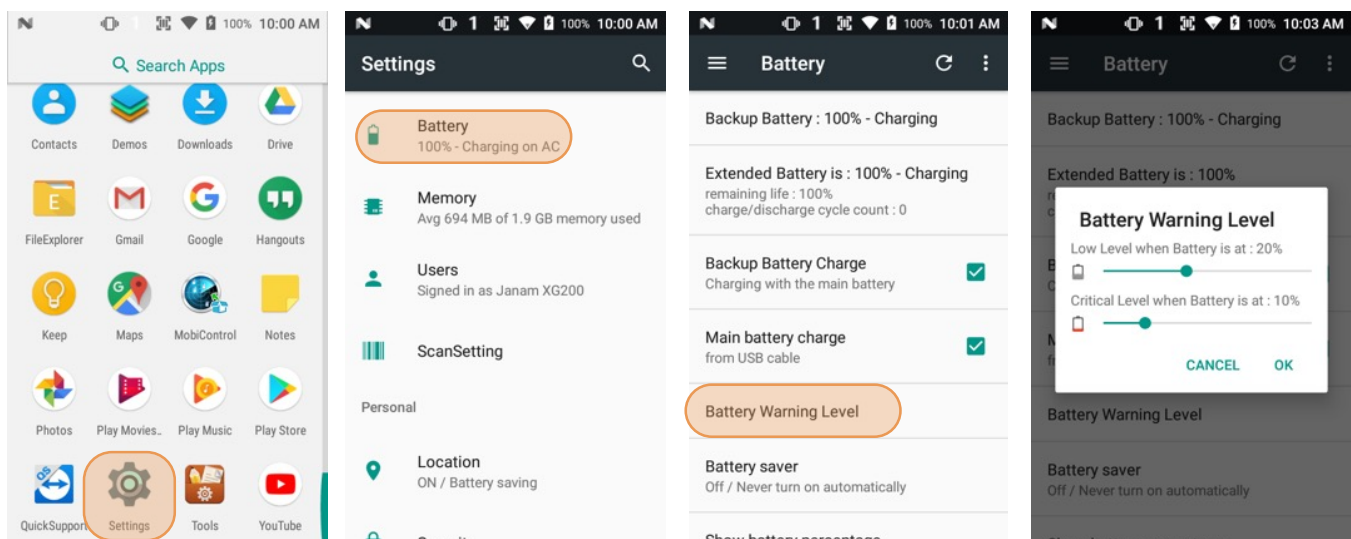 100% 10:00 AM
Search Apps
Contacts Demos Downloads Drive
FileExplorer Gmail Google Hangouts
Keep Maps MobiControl Notes
Photos Play Movies.. Play Music Play Store
QuickSupport Settings Tools YouTube
1 100% 10:00 AM
Settings
Battery
100% - Charging on AC
Memory
Avg 694 MB of 1.9 GB memory used
Users
Signed in as Janam XG200
ScanSetting
Personal
Location
ON / Battery saving
1 100% 10:01 AM
Battery
Backup Battery : 100% - Charging
Extended Battery is : 100% - Charging
remaining life : 100%
charge/discharge cycle count : 0
Backup Battery Charge
Charging with the main battery
Main battery charge
from USB cable
Battery Warning Level
Battery saver
Off / Never turn on automatically
Show battery percentage
1 100% 10:03 AM
Battery
Backup Battery : 100% - Charging
Extended Battery is : 100%
Battery Warning Level
Low Level when Battery is at : 20%
Critical Level when Battery is at : 10%
CANCEL OK
Battery Warning Level
Battery saver
Off / Never turn on automatically